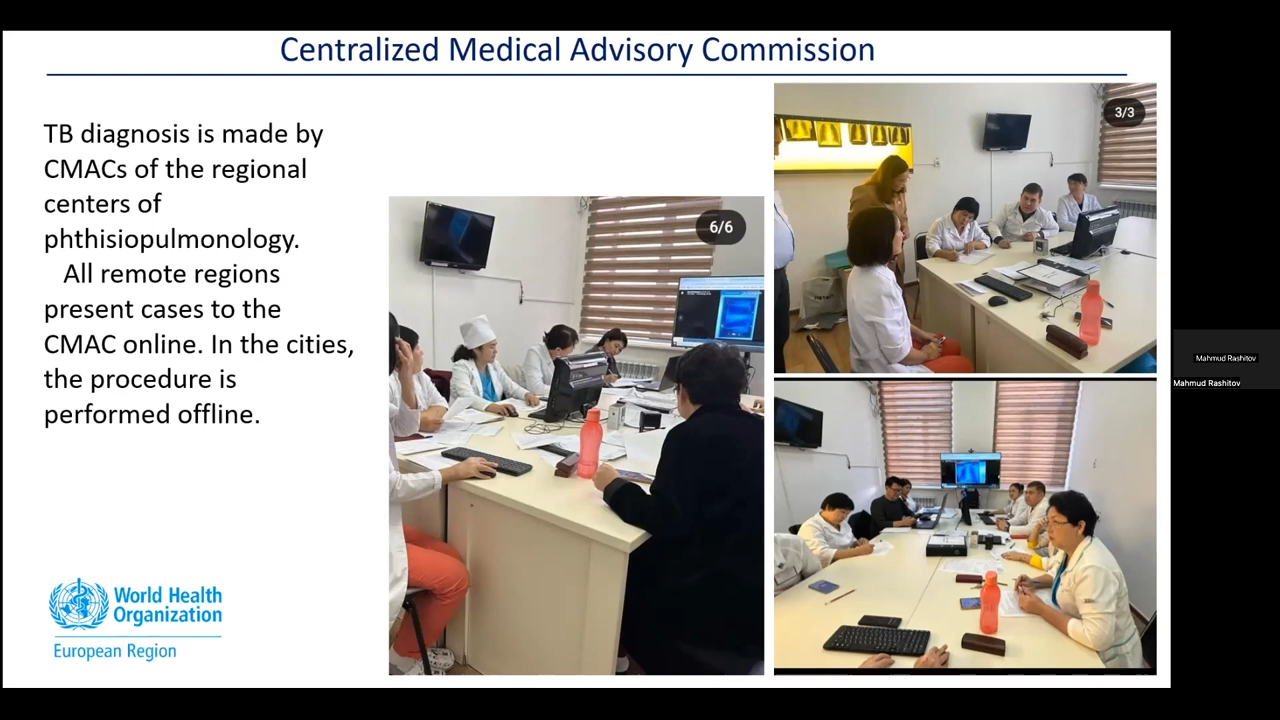 Centralized Medical Advisory Commission
TB diagnosis is made by
CMACs of the regional
centers of
phthisiopulmonology.
All remote regions
present cases to the
CMAC online. In the cities,
the procedure is
performed offline.
World Health
Organization
European Region
6/6
3/3
Mahmud Rashitov
Mahmud Rashitov